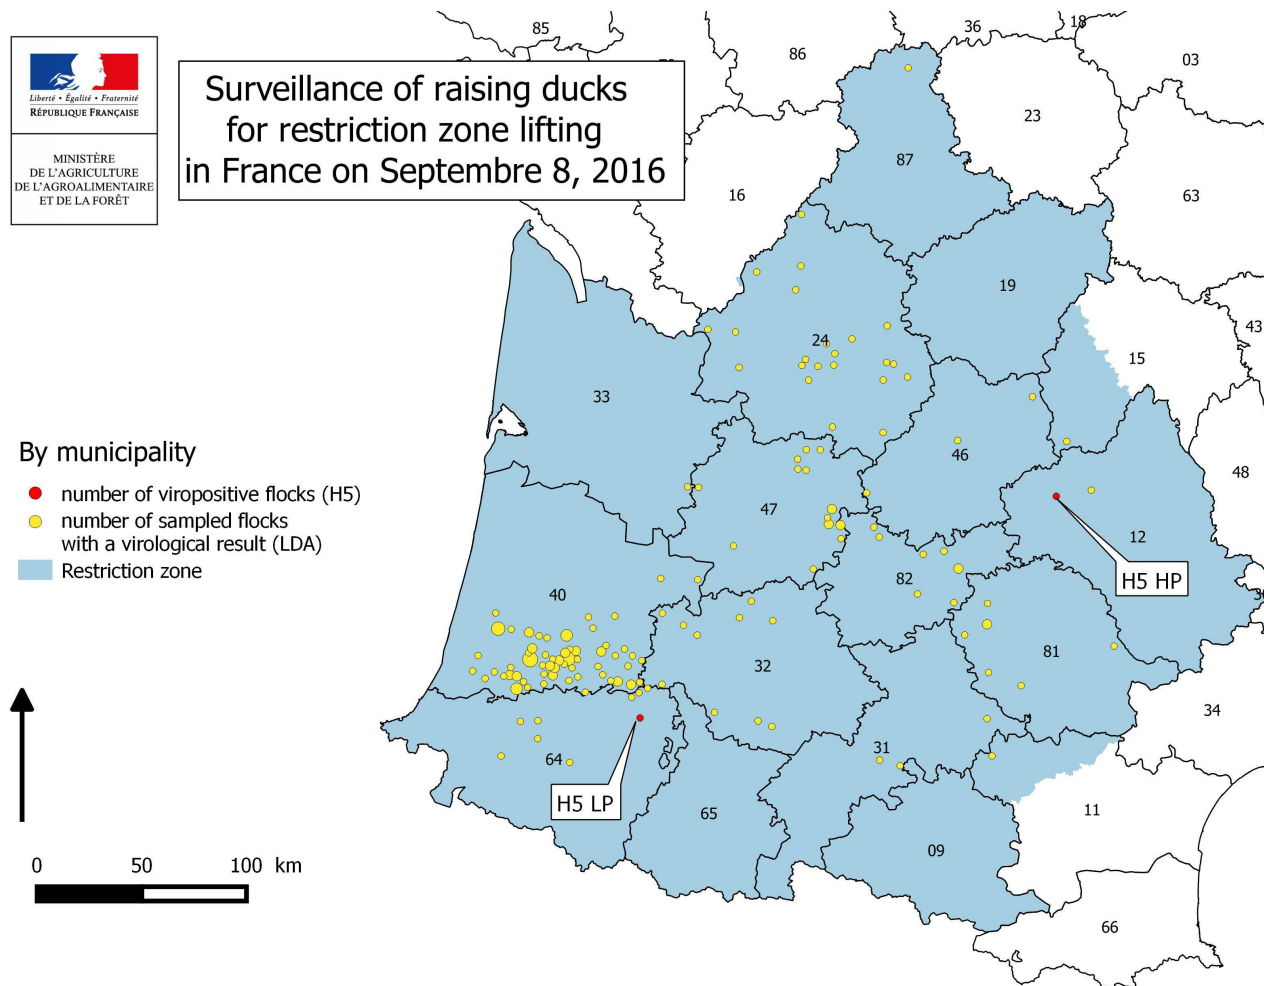 85
36
18
86
03
Liberté • Égalité • Fraternité
RÉPUBLIQUE FRANÇAISE
MINISTÈRE
DE L'AGRICULTURE
DE L'AGROALIMENTAIRE
ET DE LA FORÊT
Surveillance of raising ducks
for restriction zone lifting
in France on Septembre 8, 2016
23
87
16
63
19
43
24
15
33
By municipality
number of viropositive flocks (H5)
number of sampled flocks
with a virological result (LDA)
Restriction zone
46
48
47
12
H5 HP
82
40
81
32
34
31
64
H5 LP
65
11
09
66
0 50 100 km